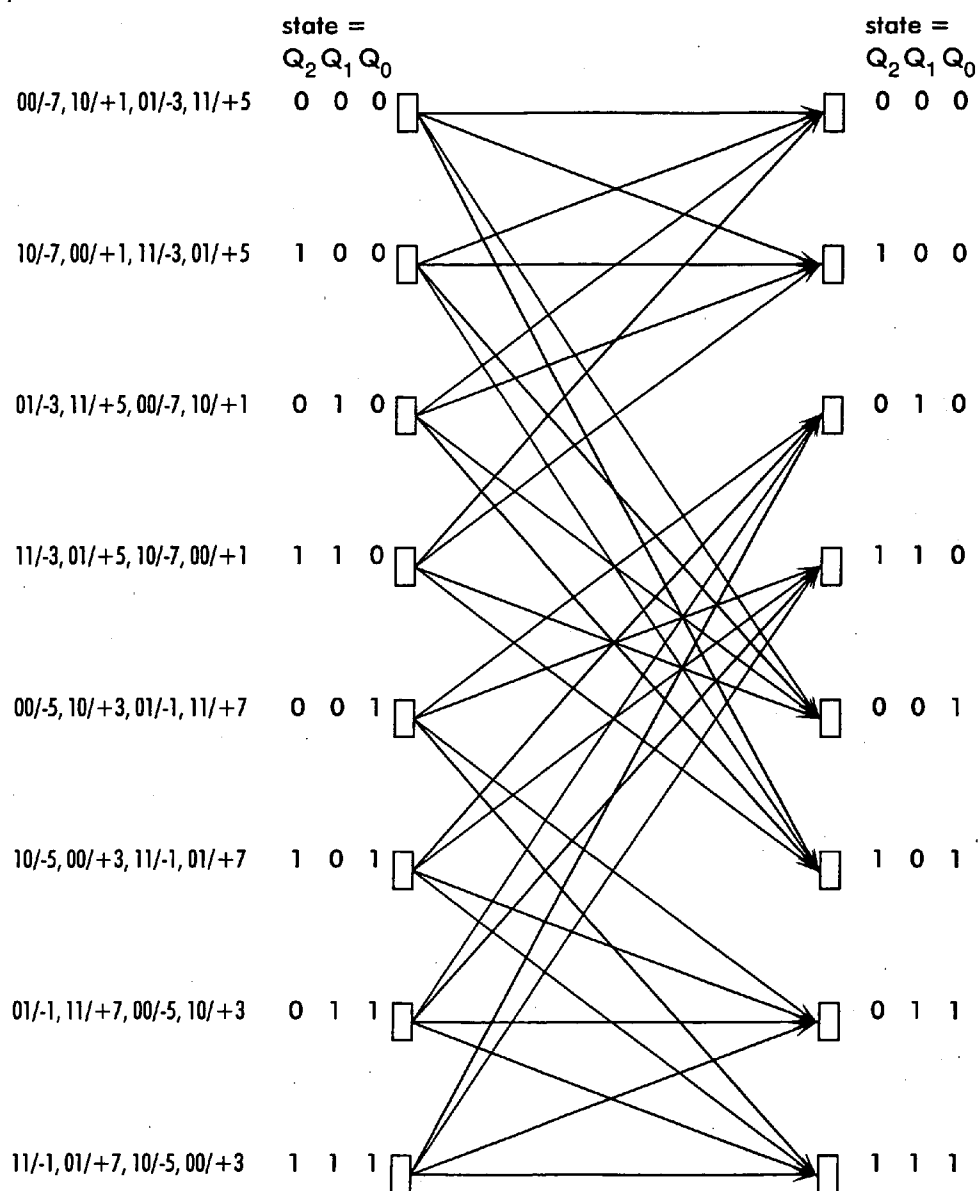 state = state =
Q2 Q1 Q0 Q2 Q1 Q0
00/-7, 10/+1, 01/-3, 11/+5 0 0 0 0 0 0
10/-7, 00/+1, 11/-3, 01/+5 1 0 0 1 0 0
01/-3, 11/+5, 00/-7, 10/+1 0 1 0 0 1 0
11/-3, 01/+5, 10/-7, 00/+1 1 1 0 1 1 0
00/-5, 10/+3, 01/-1, 11/+7 0 0 1 0 0 1
10/-5, 00/+3, 11/-1, 01/+7 1 0 1 1 0 1
01/-1, 11/+7, 00/-5, 10/+3 0 1 1 0 1 1
11/-1, 01/+7, 10/-5, 00/+3 1 1 1 1 1 1